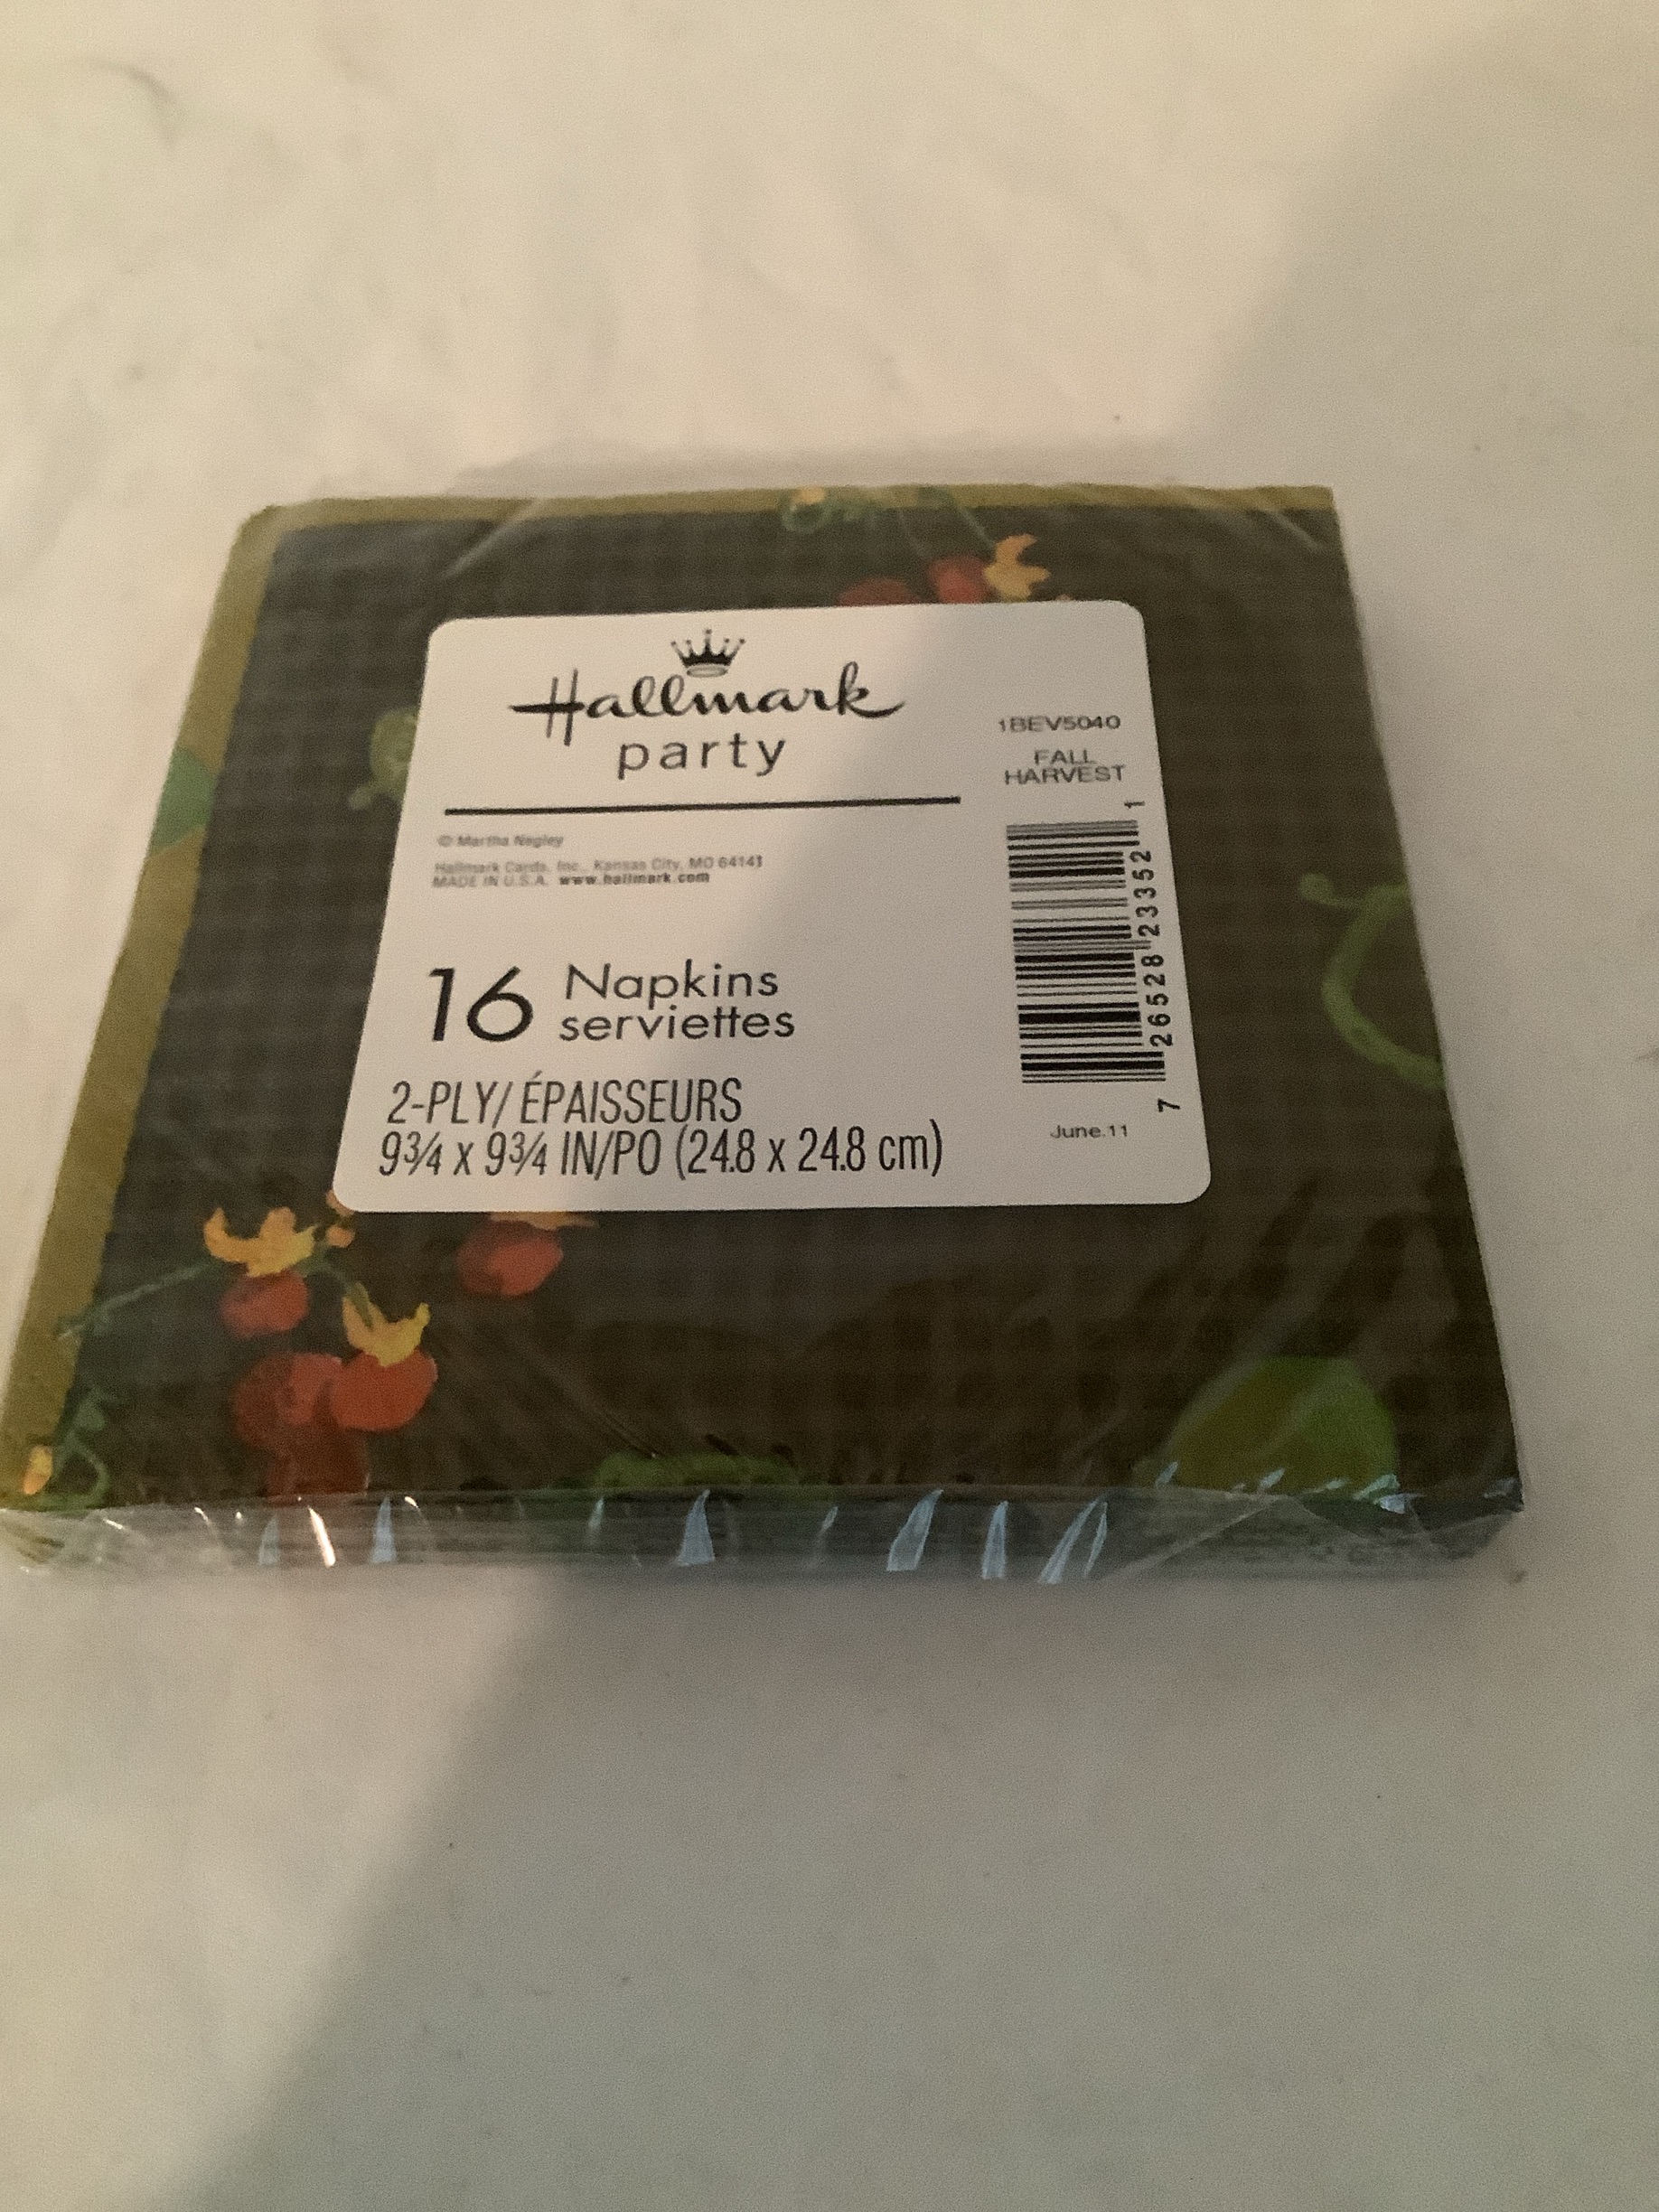 Hallmark
party
© Martha Negley
Hallmark Cards, Inc., Kansas City, MO 64141
MADE IN U.S.A. www.hallmark.com
16 Napkins
serviettes
2-PLY/ÉPAISSEURS
9¾ x 9¾ IN/PO (24.8 x 24.8 cm)
1BEV5040
FALL
HARVEST
7 26528 23352 1
June.11